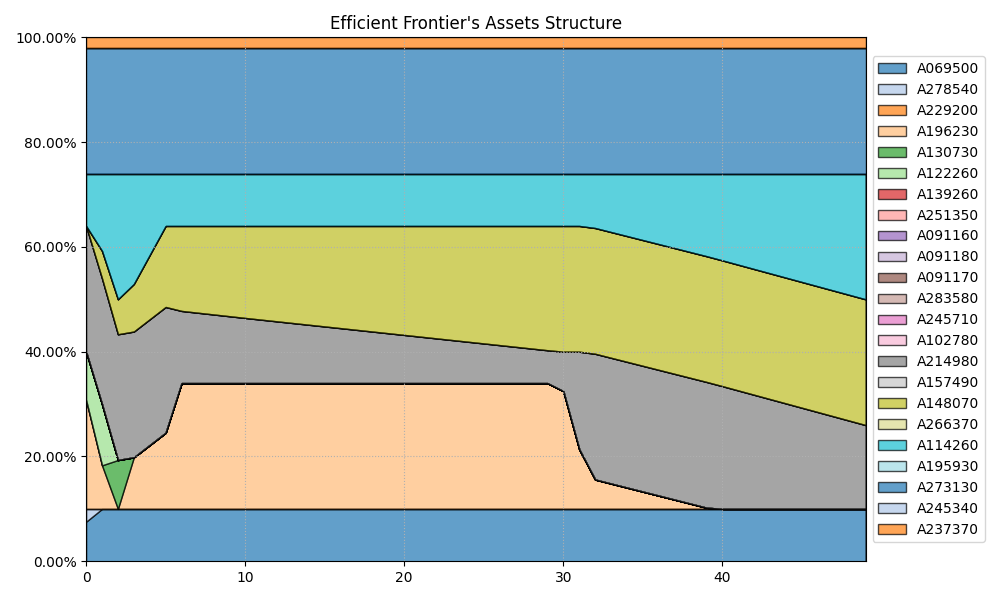 Efficient Frontier's Assets Structure
100.00%
80.00%
60.00%
40.00%
20.00%
0.00%
0
10
20
30
40
A069500
A278540
A229200
A196230
A130730
A122260
A139260
A251350
A091160
A091180
A091170
A283580
A245710
A102780
A214980
A157490
A148070
A266370
A114260
A195930
A273130
A245340
A237370